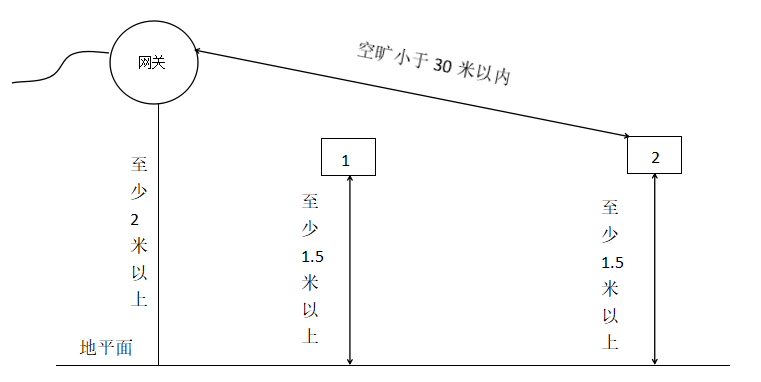 网关
空旷小于 30 米以内
1
2
至少2米以上
至少1.5米以上
至少1.5米以上
地平面